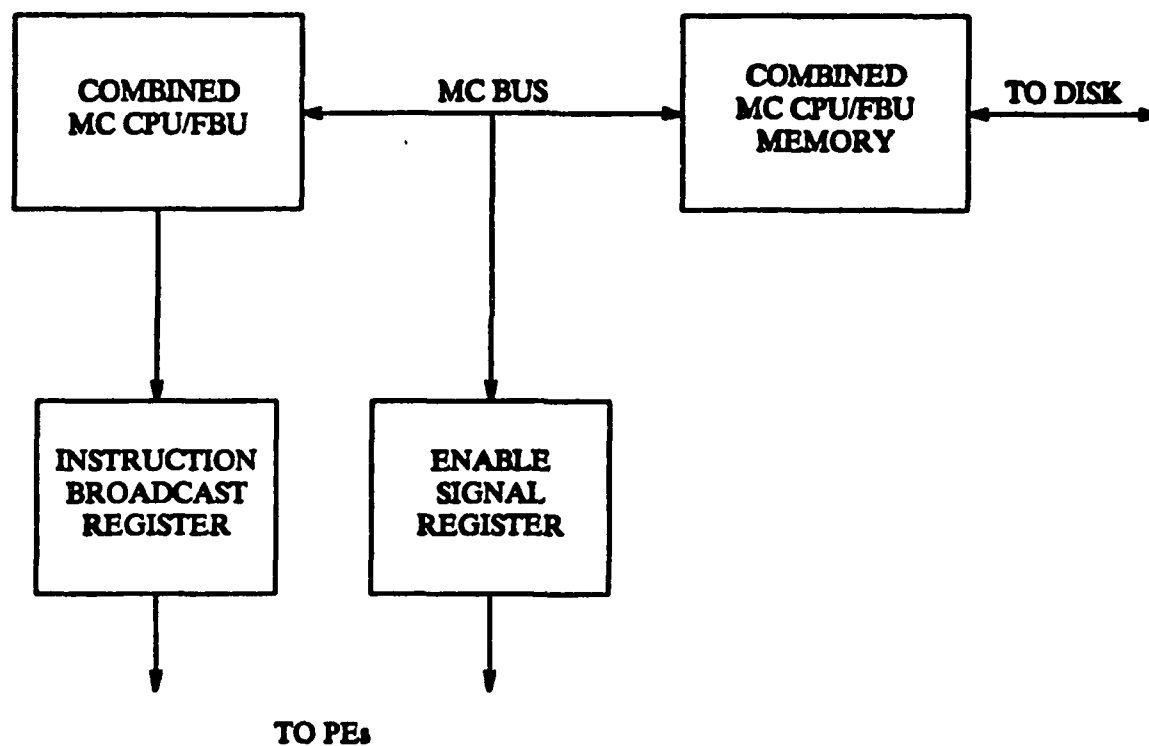 COMBINED
MC CPU/FBU
MC BUS
COMBINED
MC CPU/FBU
MEMORY
TO DISK
INSTRUCTION
BROADCAST
REGISTER
ENABLE
SIGNAL
REGISTER
TO PEs